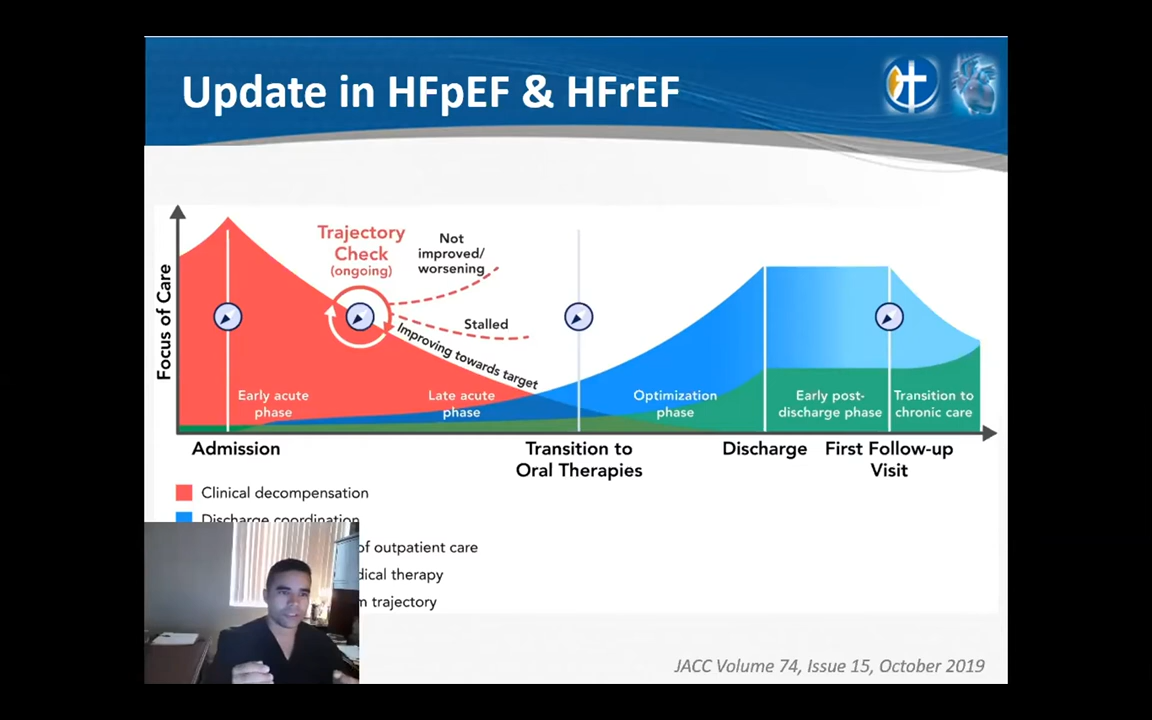 Update in HFpEF & HFrEF
Focus of Care
Trajectory
Check
(ongoing)
Not
improved/
worsening
Stalled
Improving towards target
Early acute
phase
Late acute
phase
Optimization
phase
Early post-
discharge phase
Transition to
chronic care
Admission
Transition to
Oral Therapies
Discharge
First Follow-up
Visit
Clinical decompensation
Discharge coordination
of outpatient care
therapy
trajectory
JACC Volume 74, Issue 15, October 2019